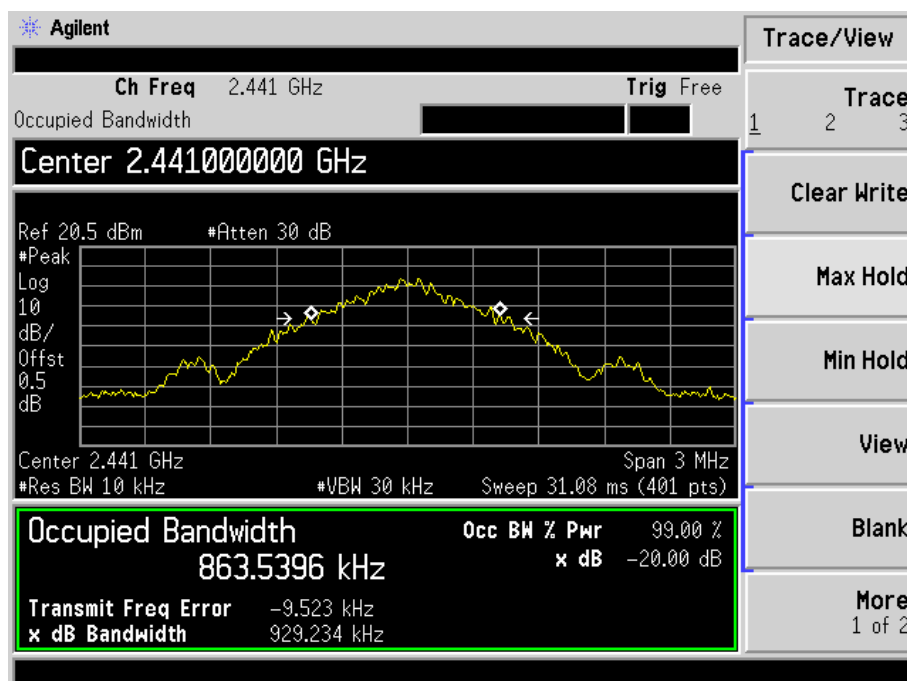 Agilent
Trace/View
Ch Freq 2.441 GHz Trig Free
Occupied Bandwidth
Trace
1 2 3
Center 2.441000000 GHz
Clear Write
Ref 20.5 dBm #Atten 30 dB
#Peak
Log
10
dB/
Offst
0.5
dB
Max Hold
Min Hold
View
Center 2.441 GHz Span 3 MHz
#Res BW 10 kHz #VBW 30 kHz Sweep 31.08 ms (401 pts)
Occupied Bandwidth Occ BW % Pwr 99.00 %
863.5396 kHz x dB -20.00 dB
Blank
Transmit Freq Error -9.523 kHz
x dB Bandwidth 929.234 kHz
More
1 of 2